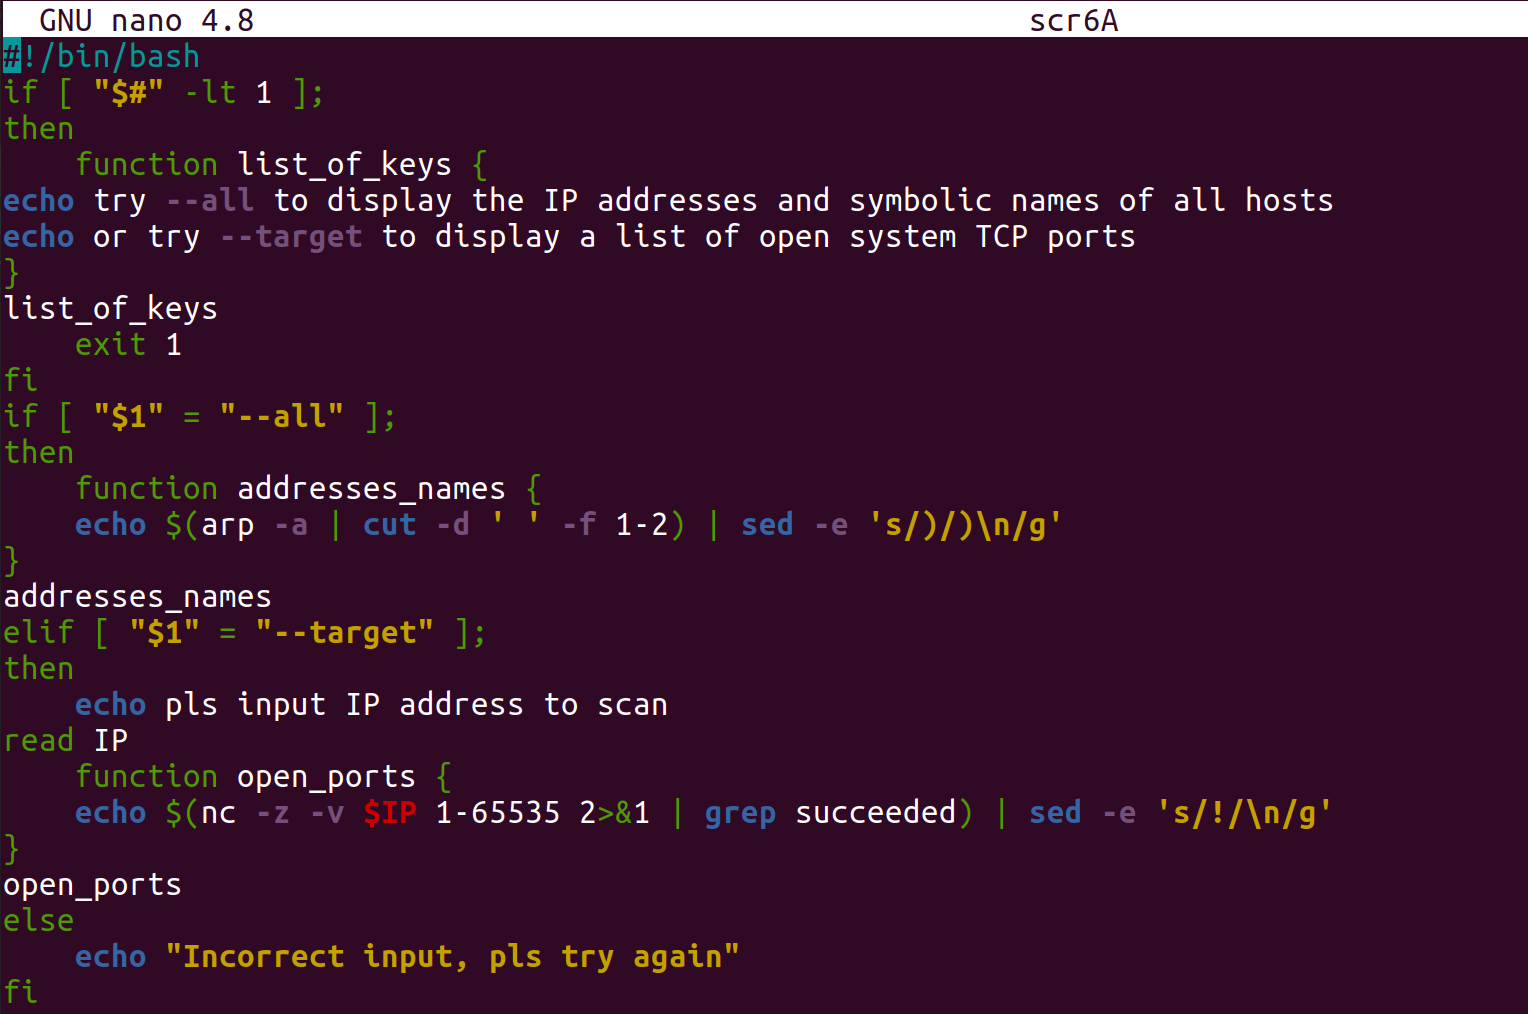 GNU nano 4.8 scr6A
#!/bin/bash
if [ "$#" -lt 1 ];
then
    function list_of_keys {
echo try --all to display the IP addresses and symbolic names of all hosts
echo or try --target to display a list of open system TCP ports
}
list_of_keys
    exit 1
fi
if [ "$1" = "--all" ];
then
    function addresses_names {
    echo $(arp -a | cut -d ' ' -f 1-2) | sed -e 's/)/)\n/g'
}
addresses_names
elif [ "$1" = "--target" ];
then
    echo pls input IP address to scan
read IP
    function open_ports {
    echo $(nc -z -v $IP 1-65535 2>&1 | grep succeeded) | sed -e 's/!/\n/g'
}
open_ports
else
    echo "Incorrect input, pls try again"
fi